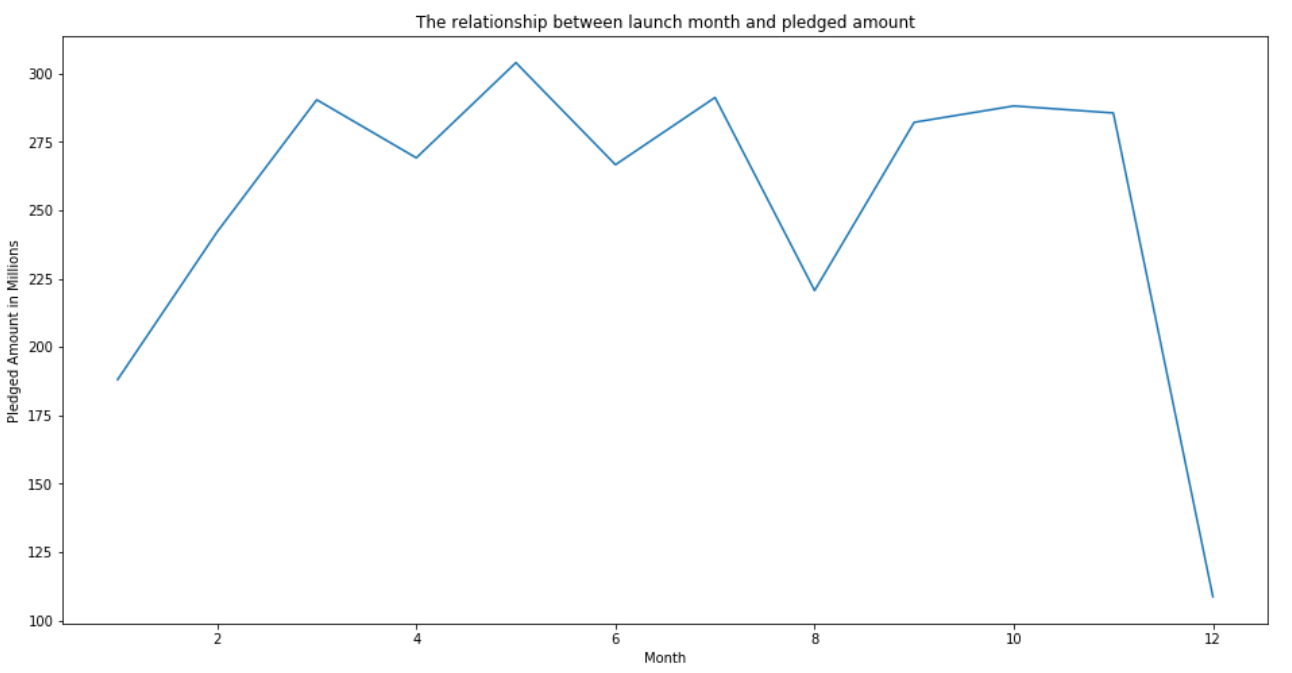 The relationship between launch month and pledged amount
Pledged Amount in Millions
300
275
250
225
200
175
150
125
100
2 4 6 8 10 12
Month